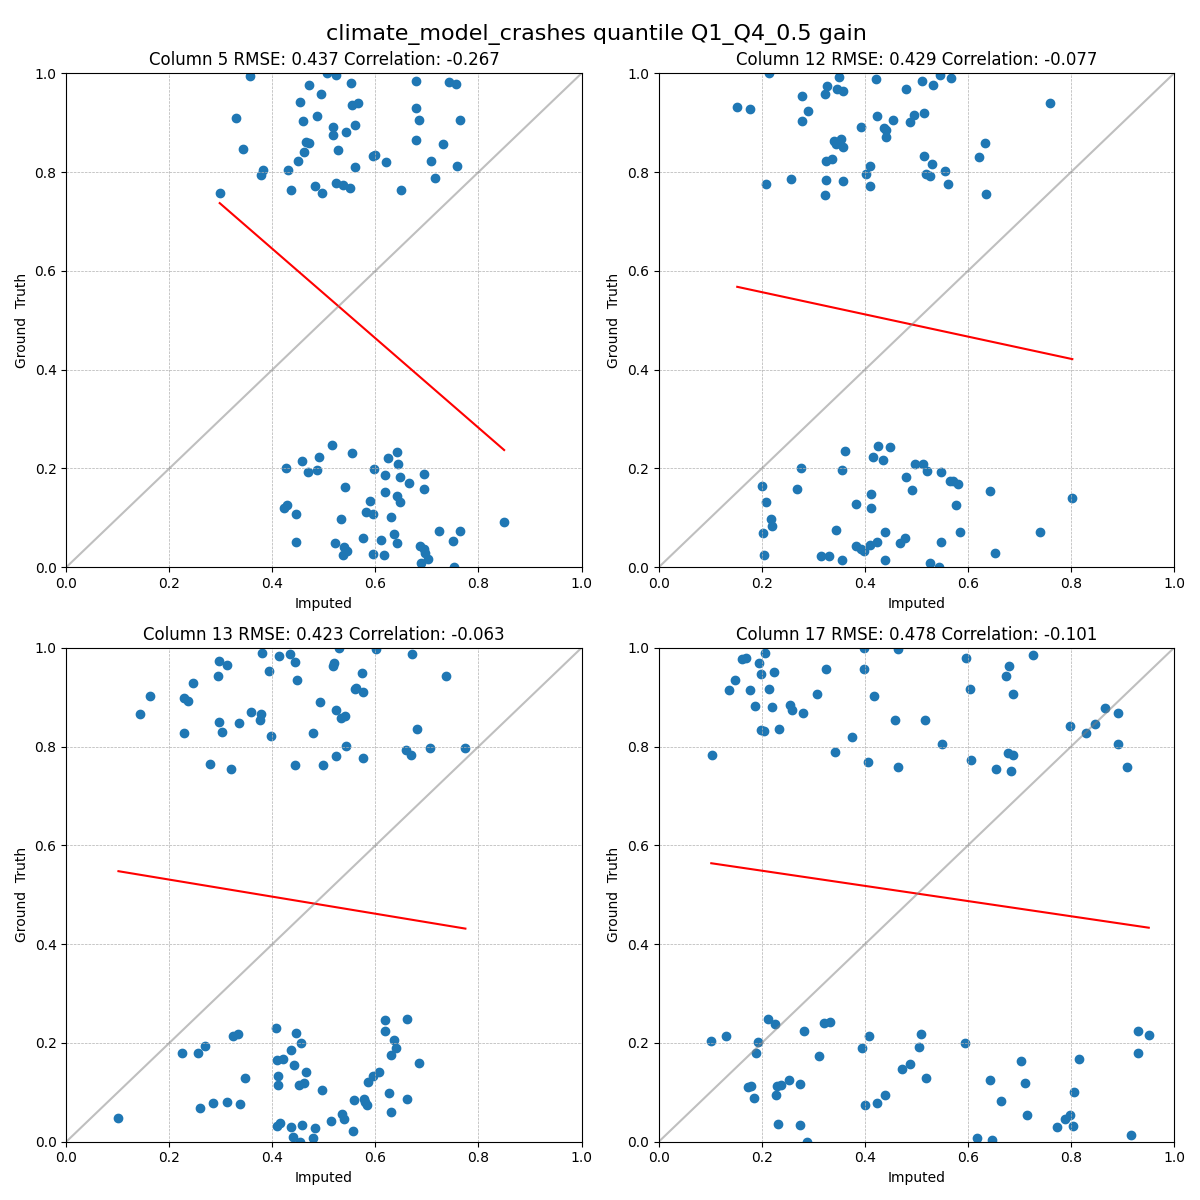 climate_model_crashes quantile Q1_Q4_0.5 gain
Column 5 RMSE: 0.437 Correlation: -0.267
1.0
0.8
0.6
0.4
0.2
0.0
Ground Truth
0.0 0.2 0.4 0.6 0.8 1.0
Imputed
Column 12 RMSE: 0.429 Correlation: -0.077
1.0
0.8
0.6
0.4
0.2
0.0
Ground Truth
0.0 0.2 0.4 0.6 0.8 1.0
Imputed
Column 13 RMSE: 0.423 Correlation: -0.063
1.0
0.8
0.6
0.4
0.2
0.0
Ground Truth
0.0 0.2 0.4 0.6 0.8 1.0
Imputed
Column 17 RMSE: 0.478 Correlation: -0.101
1.0
0.8
0.6
0.4
0.2
0.0
Ground Truth
0.0 0.2 0.4 0.6 0.8 1.0
Imputed